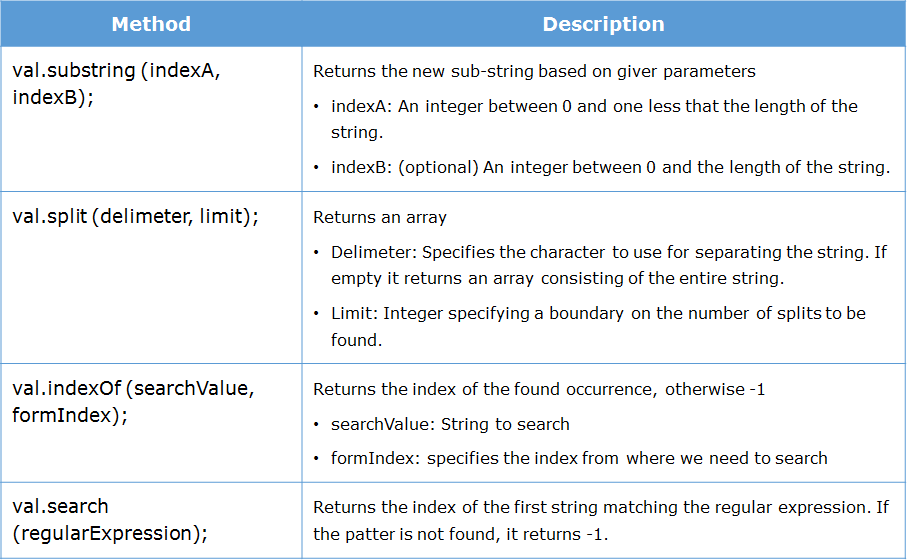 Method
Description
val.substring (indexA,
indexB);
Returns the new sub-string based on giver parameters
• indexA: An integer between 0 and one less that the length of the
string.
• indexB: (optional) An integer between 0 and the length of the string.
val.split (delimeter, limit);
Returns an array
• Delimeter: Specifies the character to use for separating the string. If
empty it returns an array consisting of the entire string.
• Limit: Integer specifying a boundary on the number of splits to be
found.
val.indexOf (searchValue,
formIndex);
Returns the index of the found occurrence, otherwise -1
• searchValue: String to search
• formIndex: specifies the index from where we need to search
val.search
(regularExpression);
Returns the index of the first string matching the regular expression. If
the patter is not found, it returns -1.